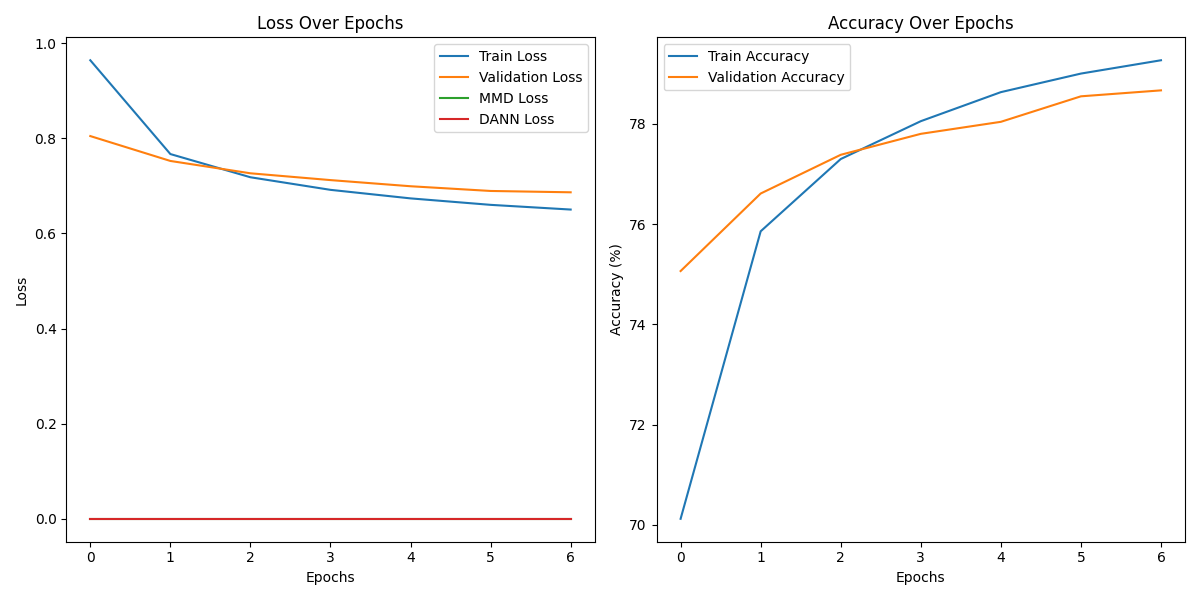 Loss Over Epochs
Train Loss
Validation Loss
MMD Loss
DANN Loss
1.0
0.8
0.6
0.4
0.2
0.0
Loss
0 1 2 3 4 5 6
Epochs
Accuracy Over Epochs
Train Accuracy
Validation Accuracy
78
76
74
72
70
Accuracy (%)
0 1 2 3 4 5 6
Epochs